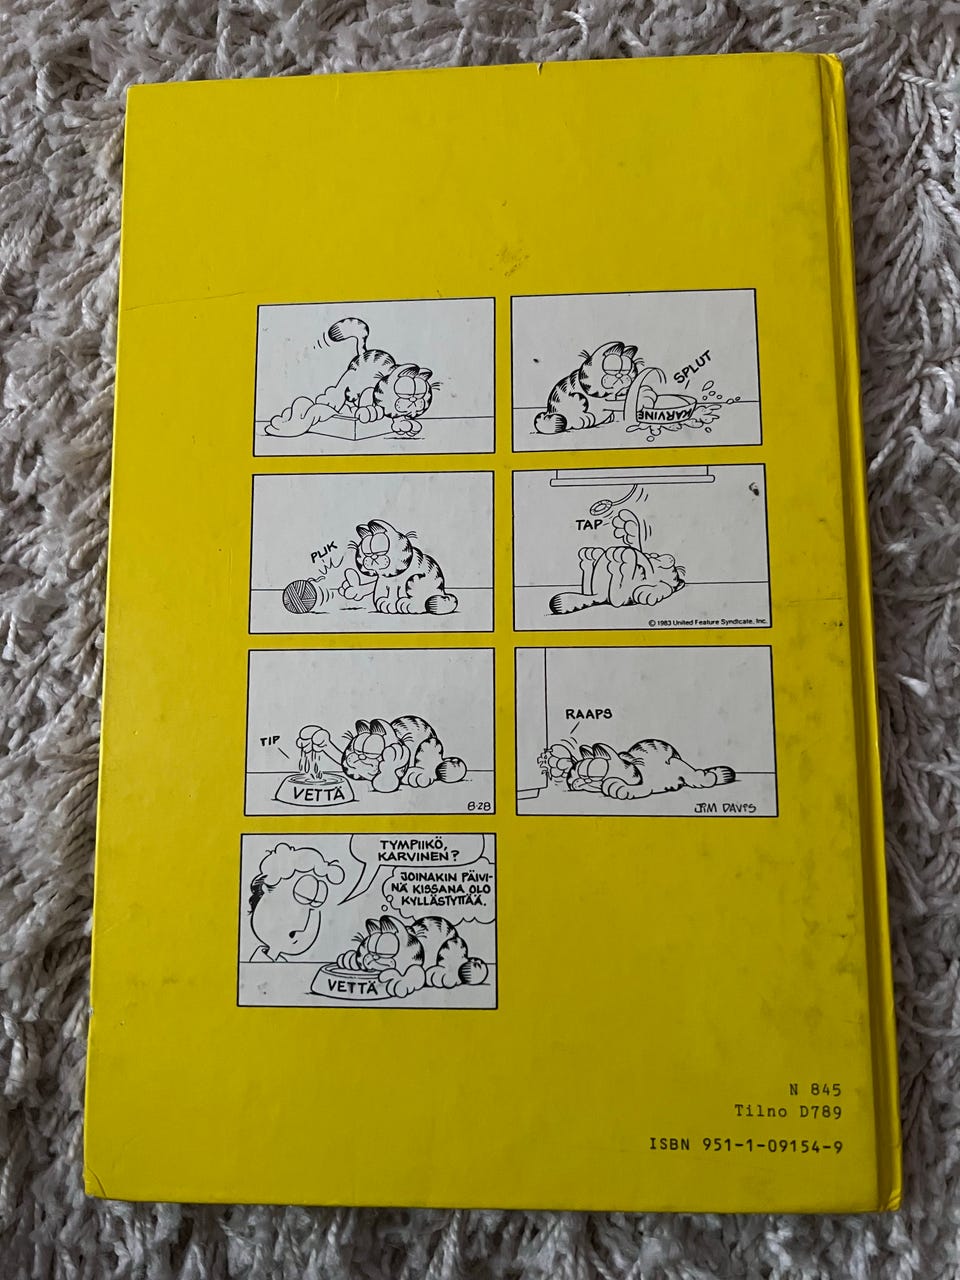 SPLUT
KARVINE
PLIK
TAP
© 1983 United Feature Syndicate, Inc.
TIP
VETTÄ
8-28
RAAPS
JIM DAVIS
TYMPIIKÖ,
KARVINEN?
JOINAKIN PÄIVI-
NÄ KISSANA OLO
KYLLÄSTYTTÄÄ.
VETTÄ
N 845
Tilno D789
ISBN 951-1-09154-9